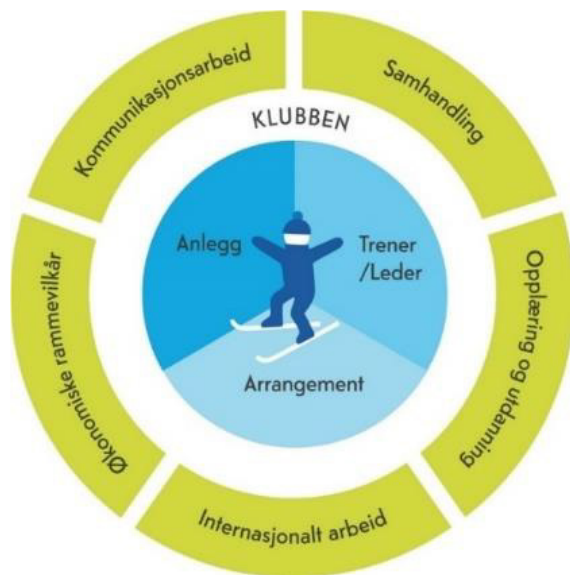 Kommunikasjonsarbeid
Samhandling
KLUBBEN
Anlegg
Trener
/Leder
Arrangement
Økonomiske rammevilkår
Opplæring og utdanning
Internasjonalt arbeid